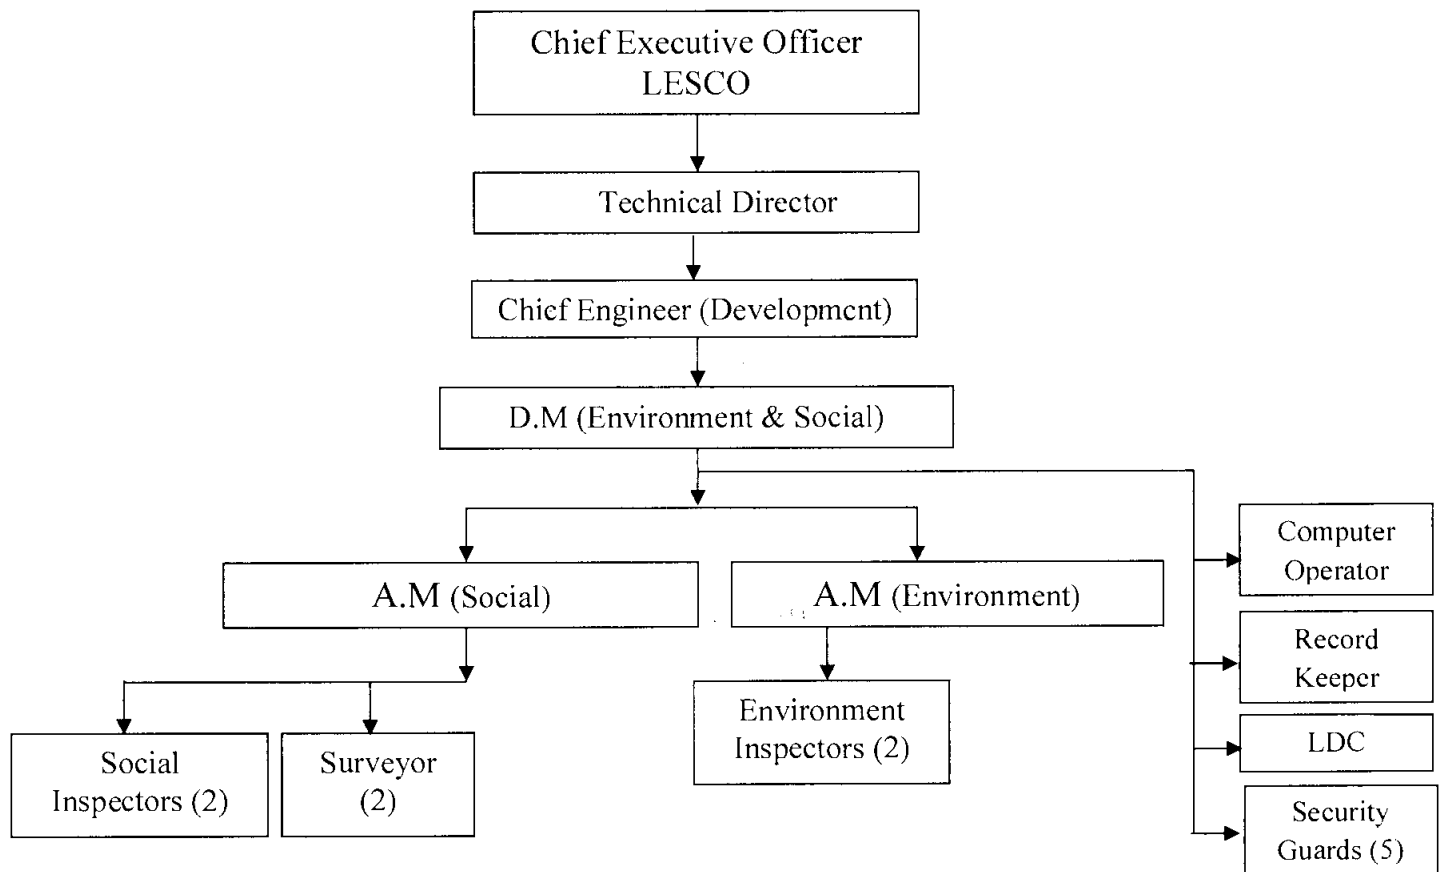 Chief Executive Officer
LESCO
Technical Director
Chief Engineer (Development)
D.M (Environment & Social)
A.M (Social)
A.M (Environment)
Social
Inspectors (2)
Surveyor
(2)
Environment
Inspectors (2)
Computer
Operator
Record
Keeper
LDC
Security
Guards (5)